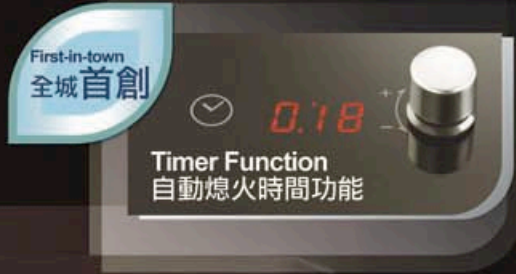 First-in-town
全城首創
0.18
+
−
Timer Function
自動熄火時間功能